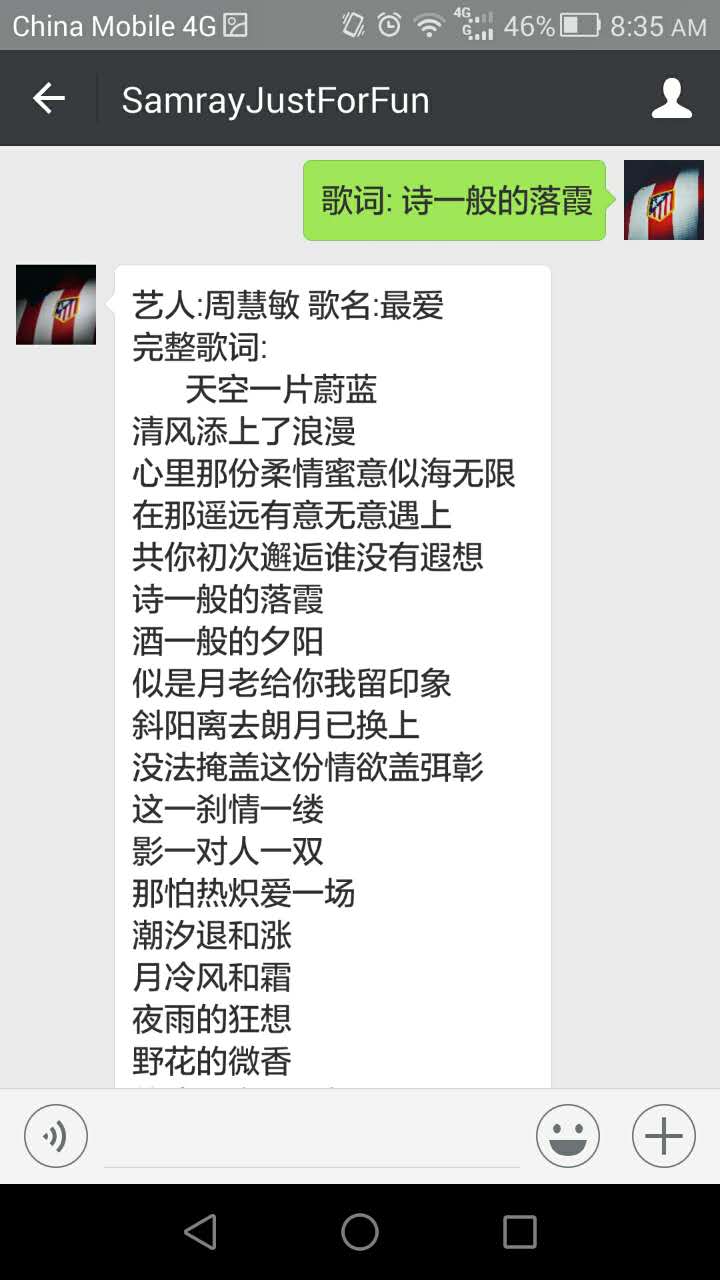 China Mobile 4G 4G G 46% 8:35 AM
SamrayJustForFun
歌词: 诗一般的落霞
艺人:周慧敏 歌名:最爱
完整歌词:
天空一片蔚蓝
清风添上了浪漫
心里那份柔情蜜意似海无限
在那遥远有意无意遇上
共你初次邂逅谁没有遐想
诗一般的落霞
酒一般的夕阳
似是月老给你我留印象
斜阳离去朗月已换上
没法掩盖这份情欲盖弭彰
这一刹情一缕
影一对人一双
那怕热炽爱一场
潮汐退和涨
月冷风和霜
夜雨的狂想
野花的微香